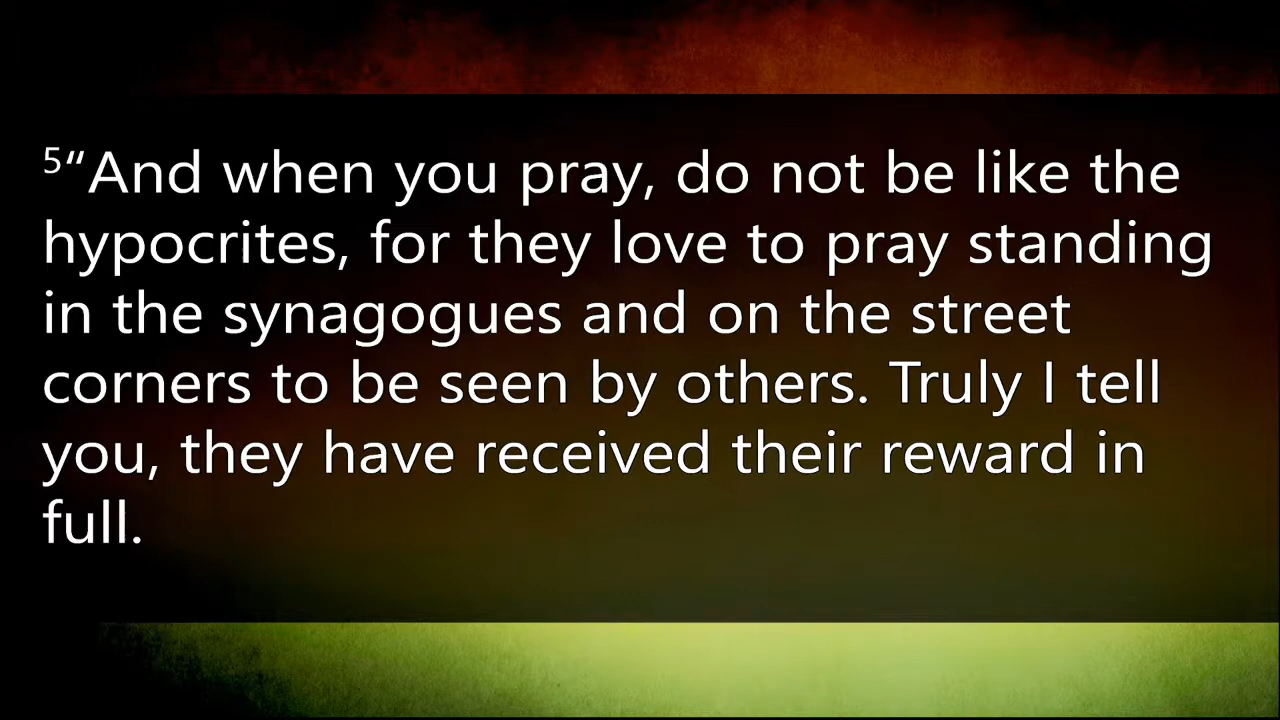 5“And when you pray, do not be like the
hypocrites, for they love to pray standing
in the synagogues and on the street
corners to be seen by others. Truly I tell
you, they have received their reward in
full.